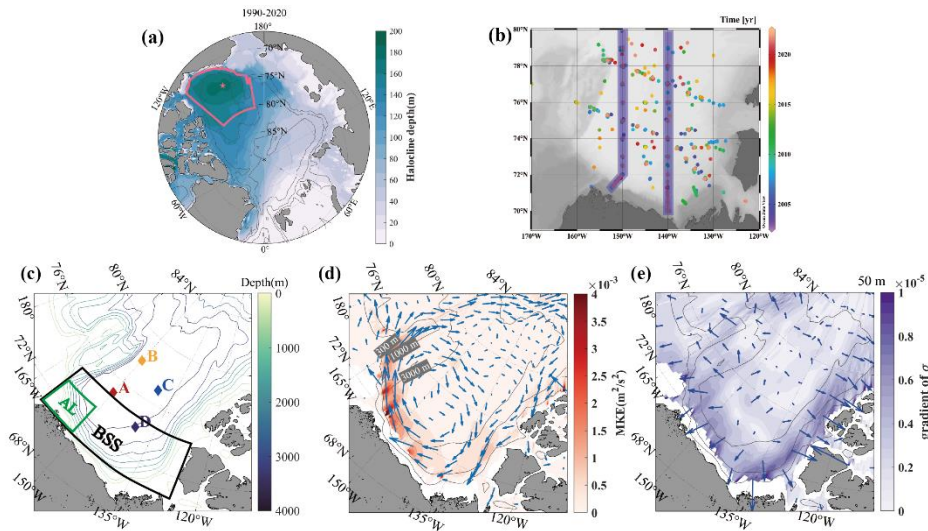 1990-2020
(a)
180°
70°N
75°N
80°N
85°N
120°W
120°E
60°W
60°E
0°
200
180
160
140
120
100
80
60
40
20
0
Halocline depth(m)
(b)
Time [yr]
80°N
78°N
76°N
74°N
72°N
70°N
170°W 160°W 150°W 140°W 130°W 120°W
2020
2015
2010
2005
(c)
76°N
80°N
84°N
180°
72°N
165°W
68°N
150°W
135°W
120°W
B
A
C
D
AL
BSS
Depth(m)
0
1000
2000
3000
4000
(d)
76°N
80°N
84°N
180°
72°N
165°W
68°N
150°W
135°W
120°W
1000 m
3000 m
×10⁻³
4
3.5
3
2.5
2
1.5
1
0.5
0
MKE(m²/s²)
(e)
76°N
80°N
84°N
180°
72°N
165°W
68°N
150°W
135°W
120°W
50 m
×10⁻⁵
1
0.8
0.6
0.4
0.2
0
gradient of σ